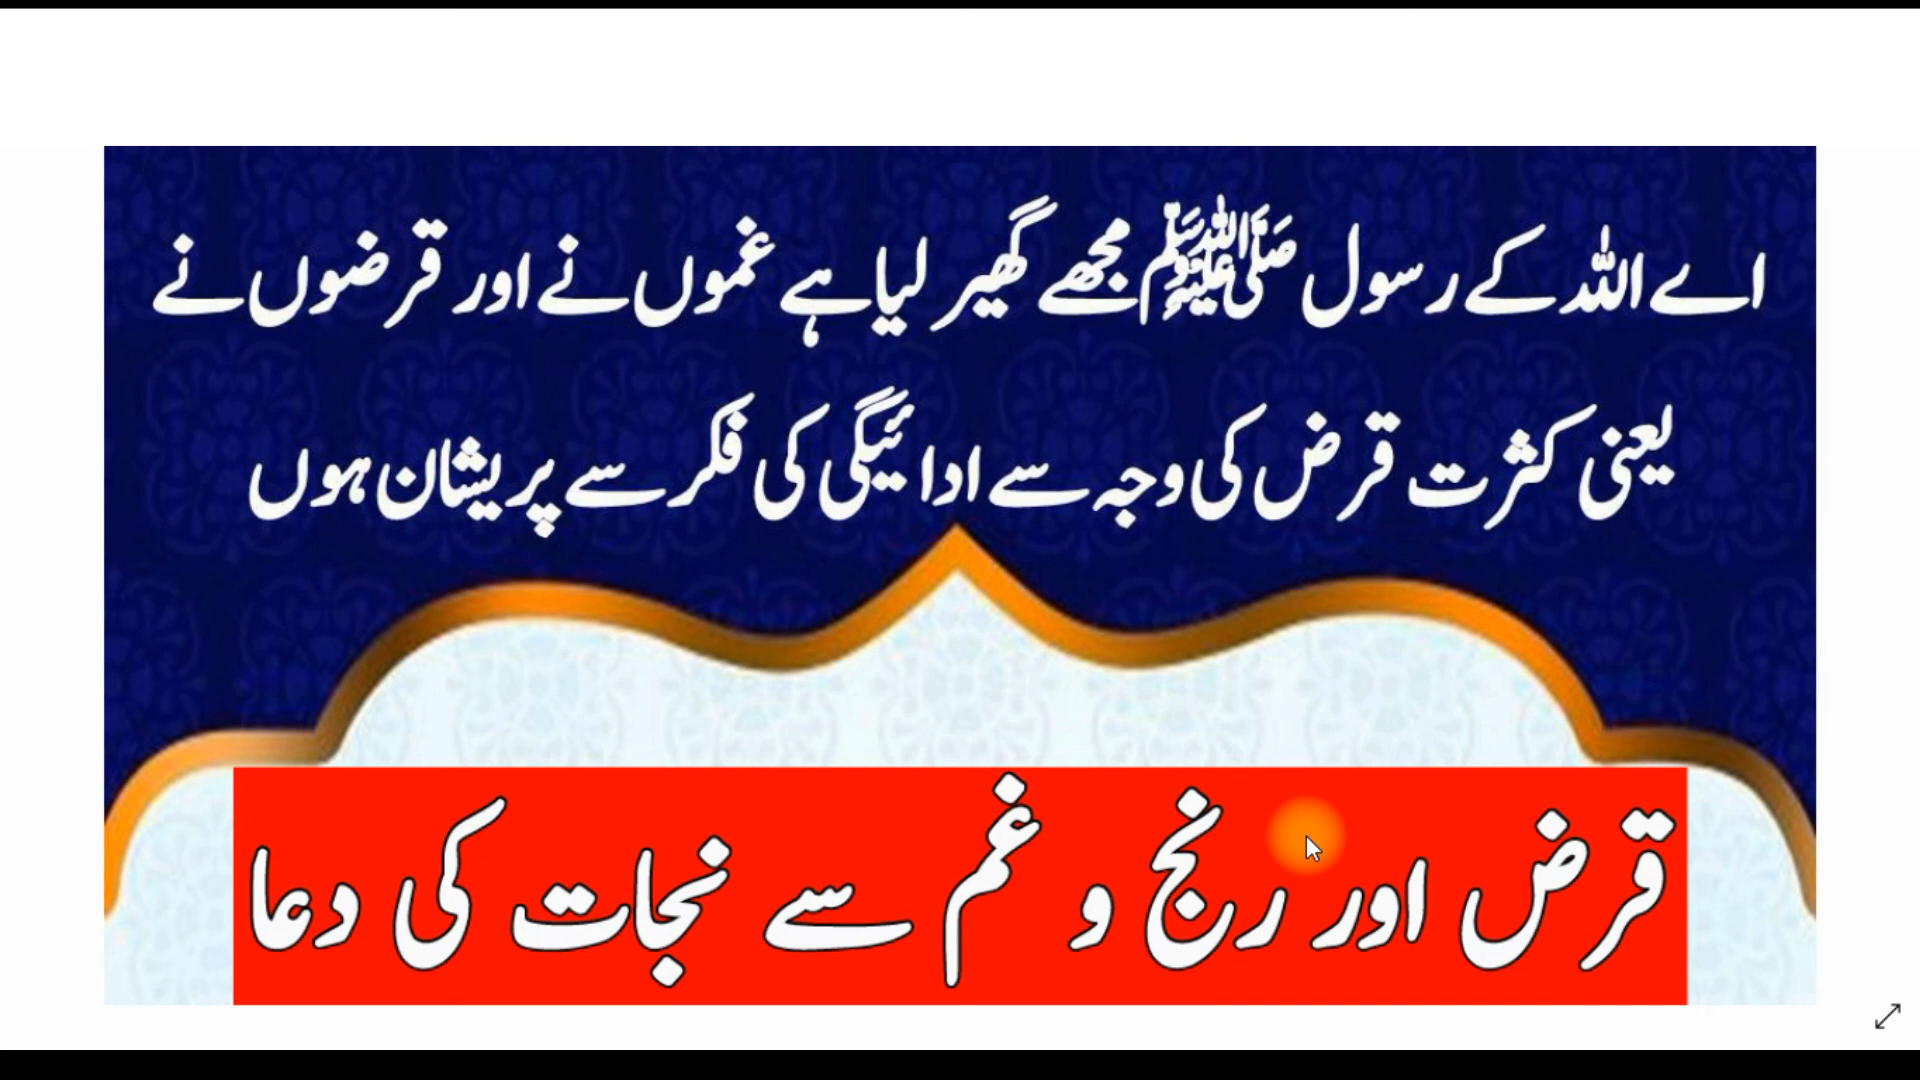 اے اللہ کے رسول ﷺ مجھے گھیر لیا ہے غموں نے اور قرضوں نے
یعنی کثرت قرض کی وجہ سے ادائیگی کی فکر سے پریشان ہوں
قرض اور رنج و غم سے نجات کی دعا